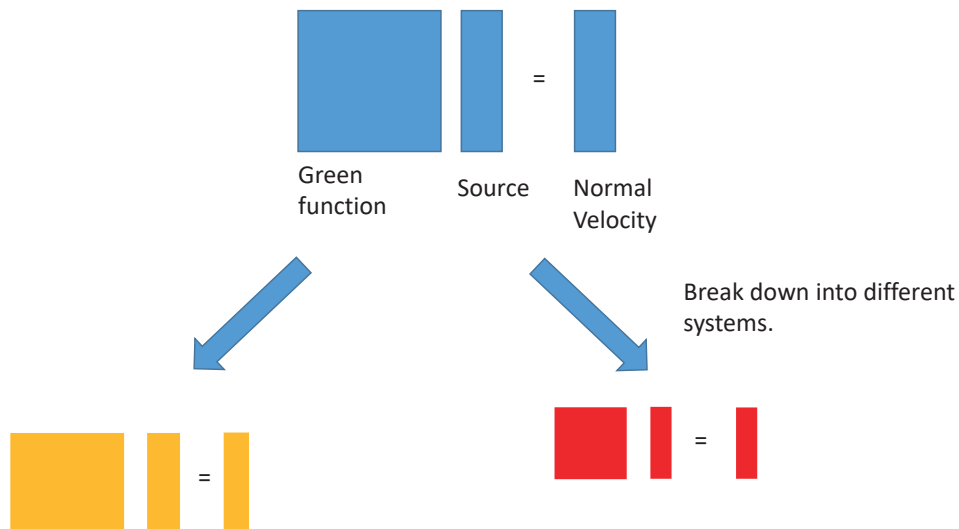 =
Green
function
Source
Normal
Velocity
Break down into different
systems.
=
=